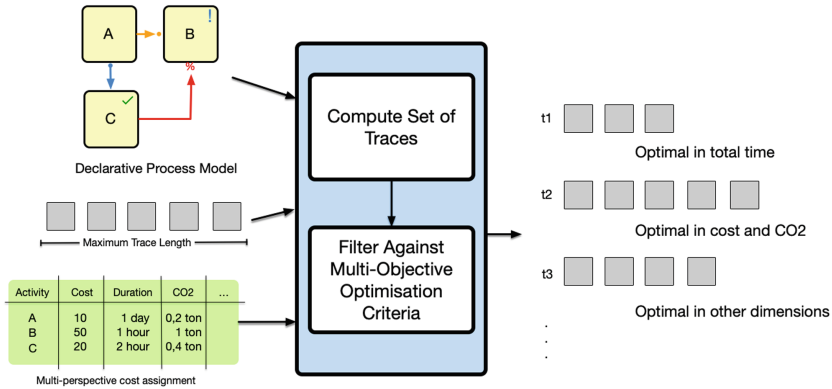 A
B
!
%
C
Declarative Process Model
Maximum Trace Length
Activity Cost Duration CO2 ...
A 10 1 day 0,2 ton
B 50 1 hour 1 ton
C 20 2 hour 0,4 ton
Multi-perspective cost assignment
Compute Set of
Traces
Filter Against
Multi-Objective
Optimisation
Criteria
t1
Optimal in total time
t2
Optimal in cost and CO2
t3
Optimal in other dimensions
.
.
.